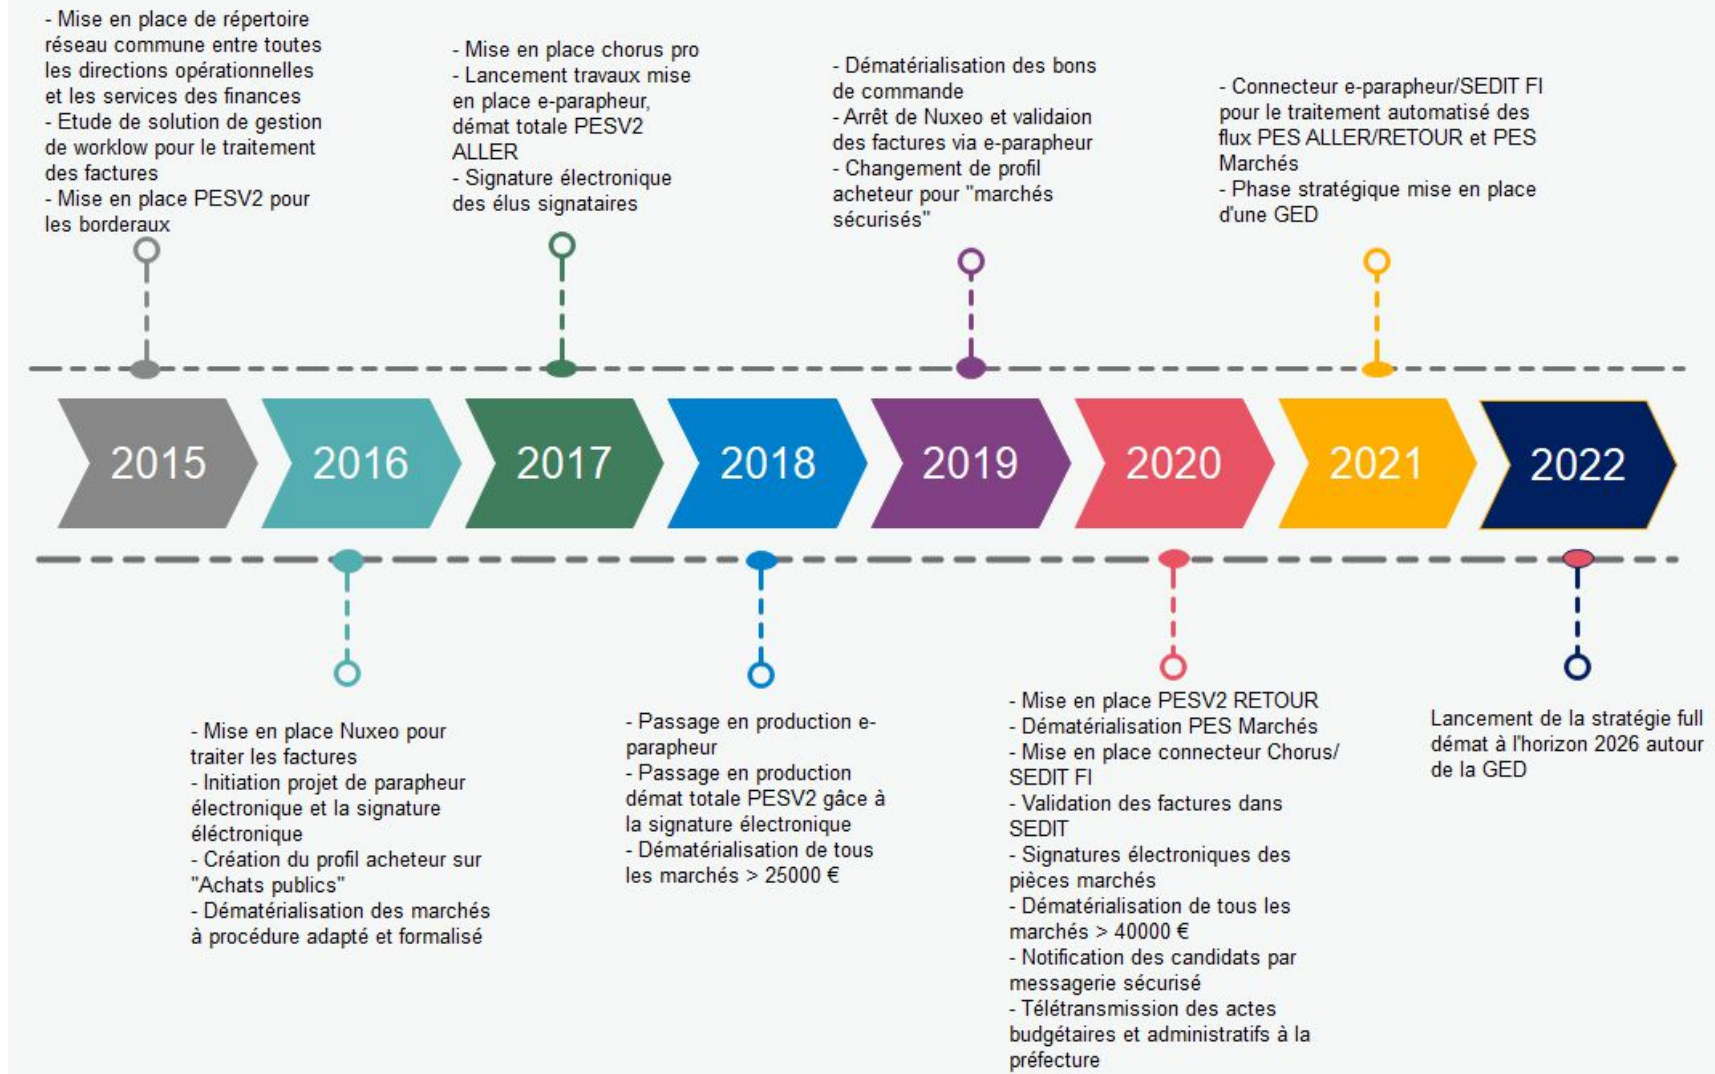 - Mise en place de répertoire
réseau commune entre toutes
les directions opérationnelles
et les services des finances
- Etude de solution de gestion
de worklow pour le traitement
des factures
- Mise en place PESV2 pour
les borderaux
- Mise en place chorus pro
- Lancement travaux mise
en place e-parapheur,
démat totale PESV2
ALLER
- Signature électronique
des élus signataires
- Dématérialisation des bons
de commande
- Arrêt de Nuxeo et validaion
des factures via e-parapheur
- Changement de profil
acheteur pour "marchés
sécurisés"
- Connecteur e-parapheur/SEDIT FI
pour le traitement automatisé des
flux PES ALLER/RETOUR et PES
Marchés
- Phase stratégique mise en place
d'une GED
2015
2016
2017
2018
2019
2020
2021
2022
- Mise en place Nuxeo pour
traiter les factures
- Initiation projet de parapheur
électronique et la signature
éléctronique
- Création du profil acheteur sur
"Achats publics"
- Dématérialisation des marchés
à procédure adapté et formalisé
- Passage en production e-
parapheur
- Passage en production
démat totale PESV2 gâce à
la signature électronique
- Dématérialisation de tous
les marchés > 25000 €
- Mise en place PESV2 RETOUR
- Dématérialisation PES Marchés
- Mise en place connecteur Chorus/
SEDIT FI
- Validation des factures dans
SEDIT
- Signatures électroniques des
pièces marchés
- Dématérialisation de tous les
marchés > 40000 €
- Notification des candidats par
messagerie sécurisé
- Télétransmission des actes
budgétaires et administratifs à la
préfecture
Lancement de la stratégie full
démat à l'horizon 2026 autour
de la GED